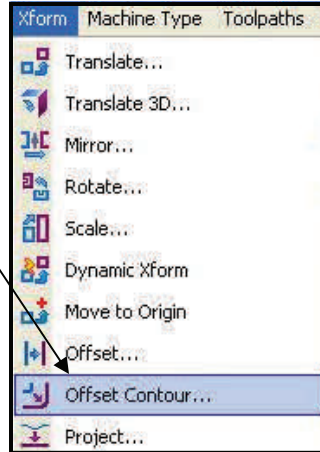 Xform Machine Type Toolpaths
Translate...
Translate 3D...
Mirror...
Rotate...
Scale...
Dynamic Xform
Move to Origin
Offset...
Offset Contour...
Project...